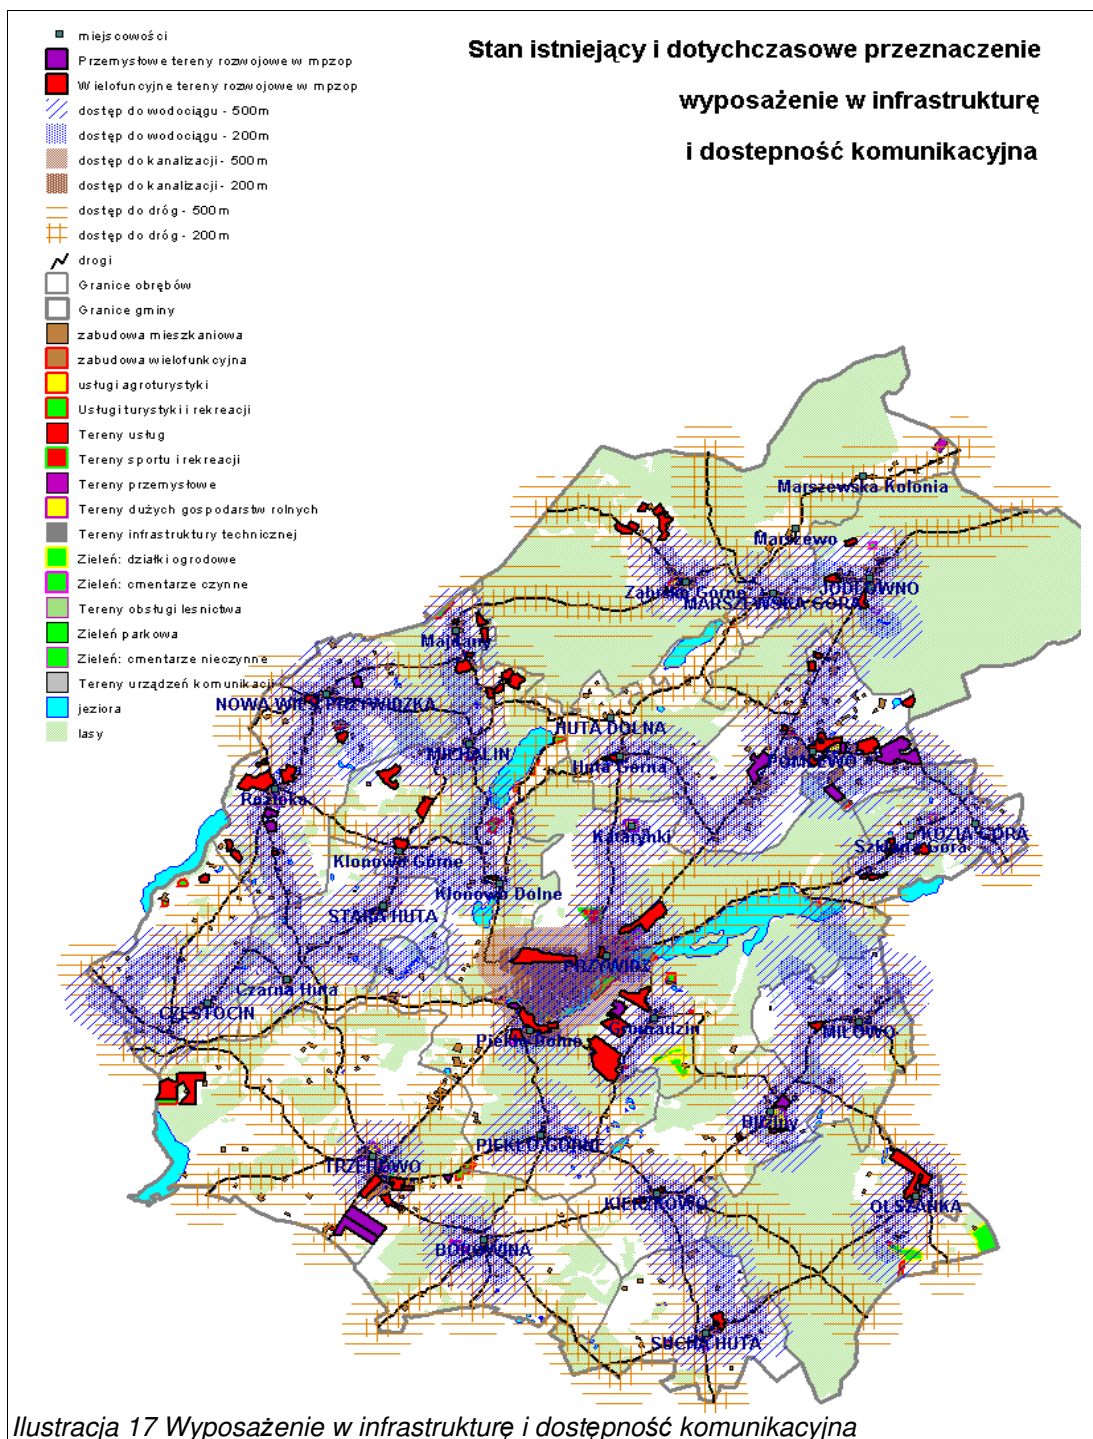 Stan istniejący i dotychczasowe przeznaczenie
wyposażenie w infrastrukturę
i dostepność komunikacyjna
miejscowości
Przemysłowe tereny rozwojowe w mpzop
Wielofuncyjne tereny rozwojowe w mpzop
dostęp do wodociągu - 500m
dostęp do wodociągu - 200m
dostęp do kanalizacji - 500m
dostęp do kanalizacji - 200m
dostęp do dróg - 500m
dostęp do dróg - 200m
drogi
Granice obrębów
Granice gminy
zabudowa mieszkaniowa
zabudowa wielofunkcyjna
usługi agroturystyki
Usługi turystyki i rekreacji
Tereny usług
Tereny sportu i rekreacji
Tereny przemysłowe
Tereny dużych gospodarstw rolnych
Tereny infrastruktury technicznej
Zieleń: działki ogrodowe
Zieleń: cmentarze czynne
Tereny obsługi lesnictwa
Zieleń parkowa
Zieleń: cmentarze nieczynne
Tereny urządzeń komunikacji
jeziora
lasy
Marszewska Kolonia
Marszewo
Zabrsko Górne
MARSZEWSKA GÓRA
JODŁOWNO
Majdany
NOWA WIEŚ PRZYWIDZKA
HUTA DOLNA
MICHALIN
Huta Górna
POMLEWO
Roztoka
Katarynki
KOZIA GÓRA
Szklana Góra
Klonowo Górne
Klonowo Dolne
STARA HUTA
PRZYWIDZ
Czarna Huta
CZĘSTOCIN
Gromadzin
MIŁOWO
Piekło Dolne
PIEKŁO GÓRNE
TRZEPOWO
KIERZKOWO
OLSZANKA
BOROWINA
SUCHA HUTA
Ilustracja 17 Wyposażenie w infrastrukturę i dostępność komunikacyjna